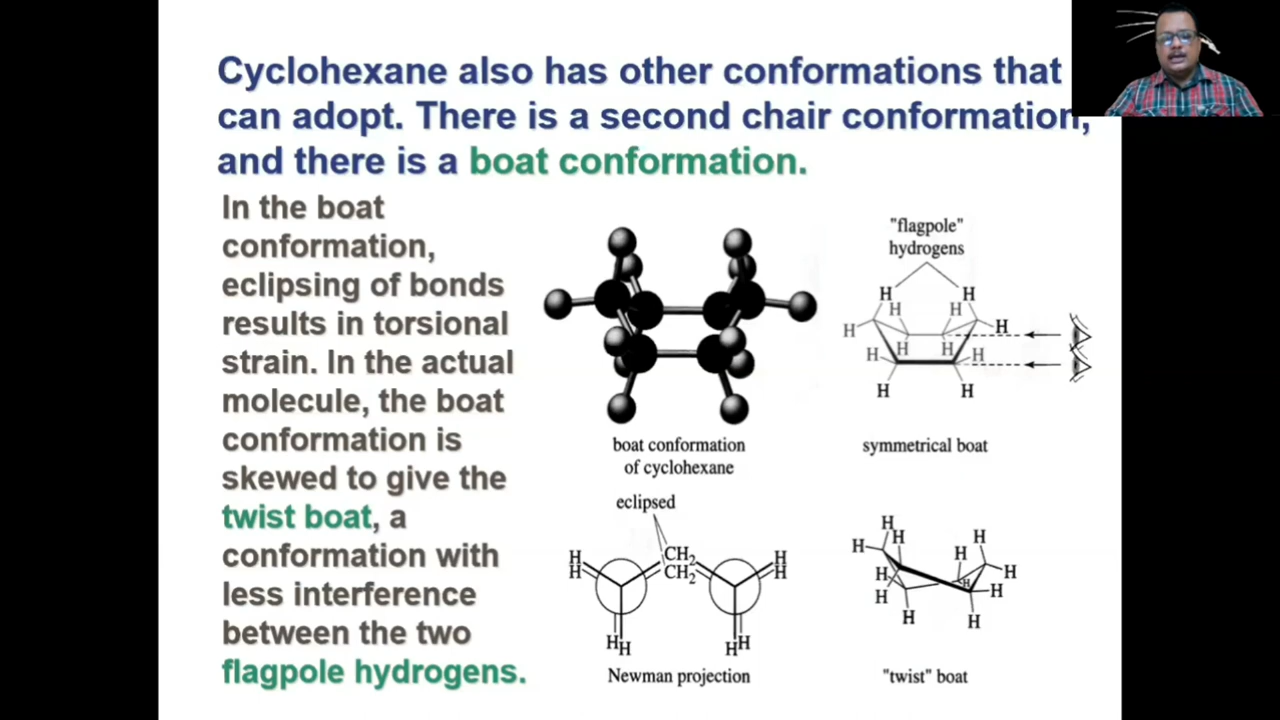 Cyclohexane also has other conformations that
can adopt. There is a second chair conformation,
and there is a boat conformation.
In the boat
conformation,
eclipsing of bonds
results in torsional
strain. In the actual
molecule, the boat
conformation is
skewed to give the
twist boat, a
conformation with
less interference
between the two
flagpole hydrogens.
boat conformation
of cyclohexane
"flagpole"
hydrogens
H H
H H
H H
H H
H H
H H
symmetrical boat
eclipsed
H CH2 H
H CH2 H
HH HH
Newman projection
H
H H H
H H
H H H
H
H H
"twist" boat